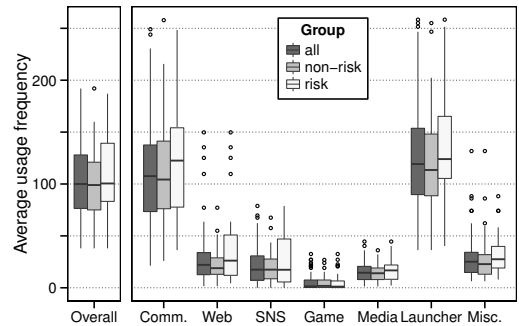 Average usage frequency
200
100
0
Group
all
non−risk
risk
Overall Comm. Web SNS Game Media Launcher Misc.